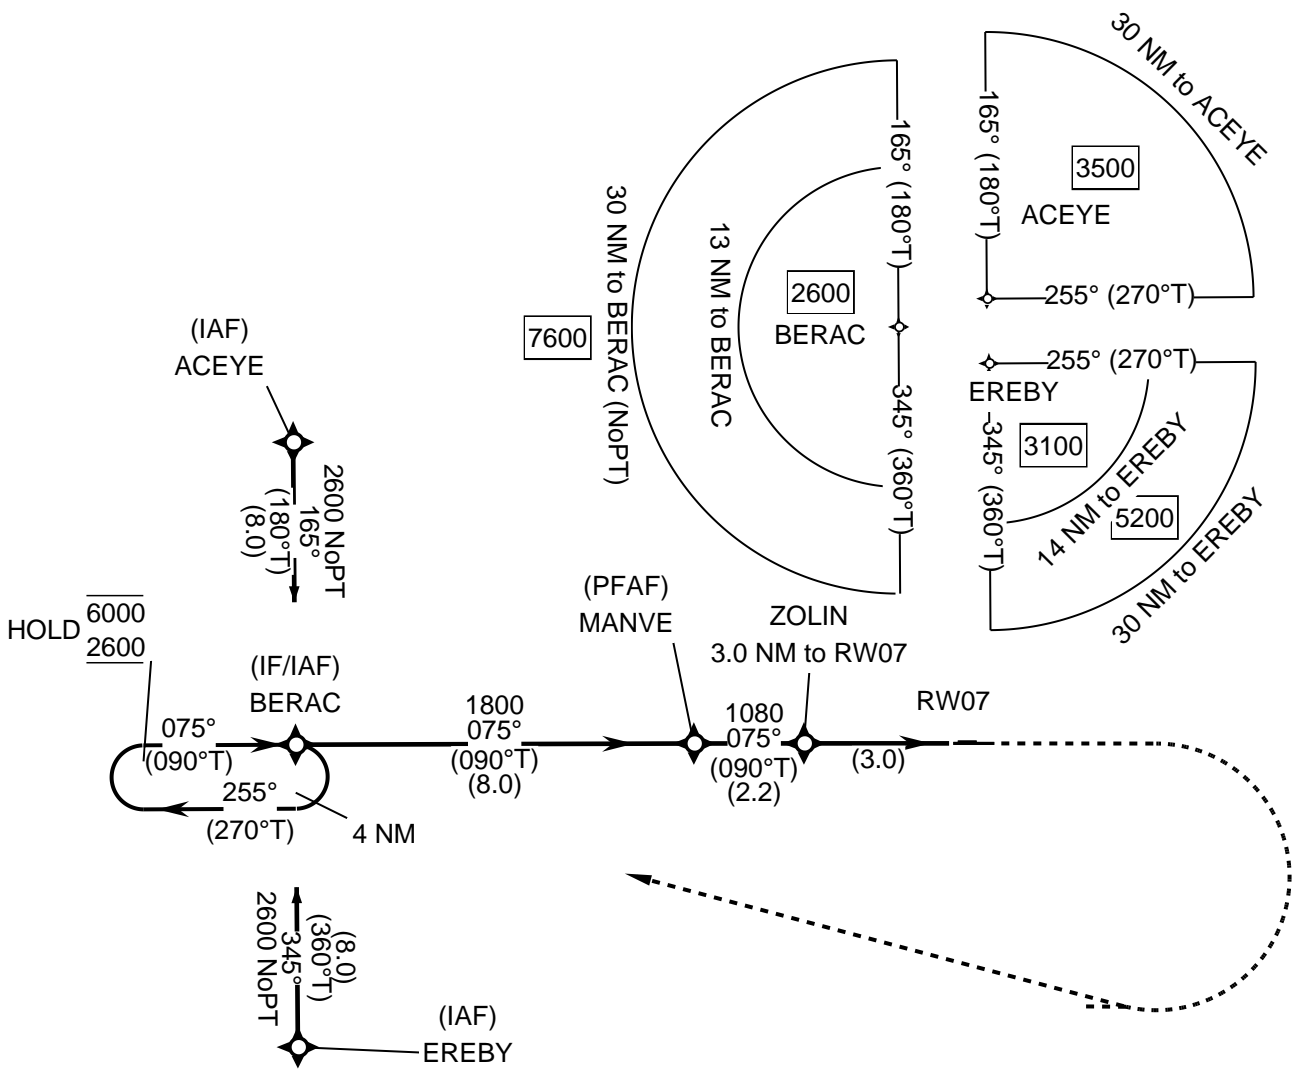 30 NM to ACEYE
165° (180°T)
3500
ACEYE
255° (270°T)
165° (180°T)
30 NM to BERAC (NoPT)
13 NM to BERAC
2600
BERAC
7600
345° (360°T)
255° (270°T)
EREBY
345° (360°T)
3100
14 NM to EREBY
5200
30 NM to EREBY
(IAF)
ACEYE
2600 NoPT
165°
(180°T)
(8.0)
HOLD
6000
2600
(IF/IAF)
BERAC
(PFAF)
MANVE
ZOLIN
3.0 NM to RW07
RW07
075°
(090°T)
255°
(270°T)
4 NM
1800
075°
(090°T)
(8.0)
1080
075°
(090°T)
(2.2)
(3.0)
(8.0)
(360°T)
345°
2600 NoPT
(IAF)
EREBY